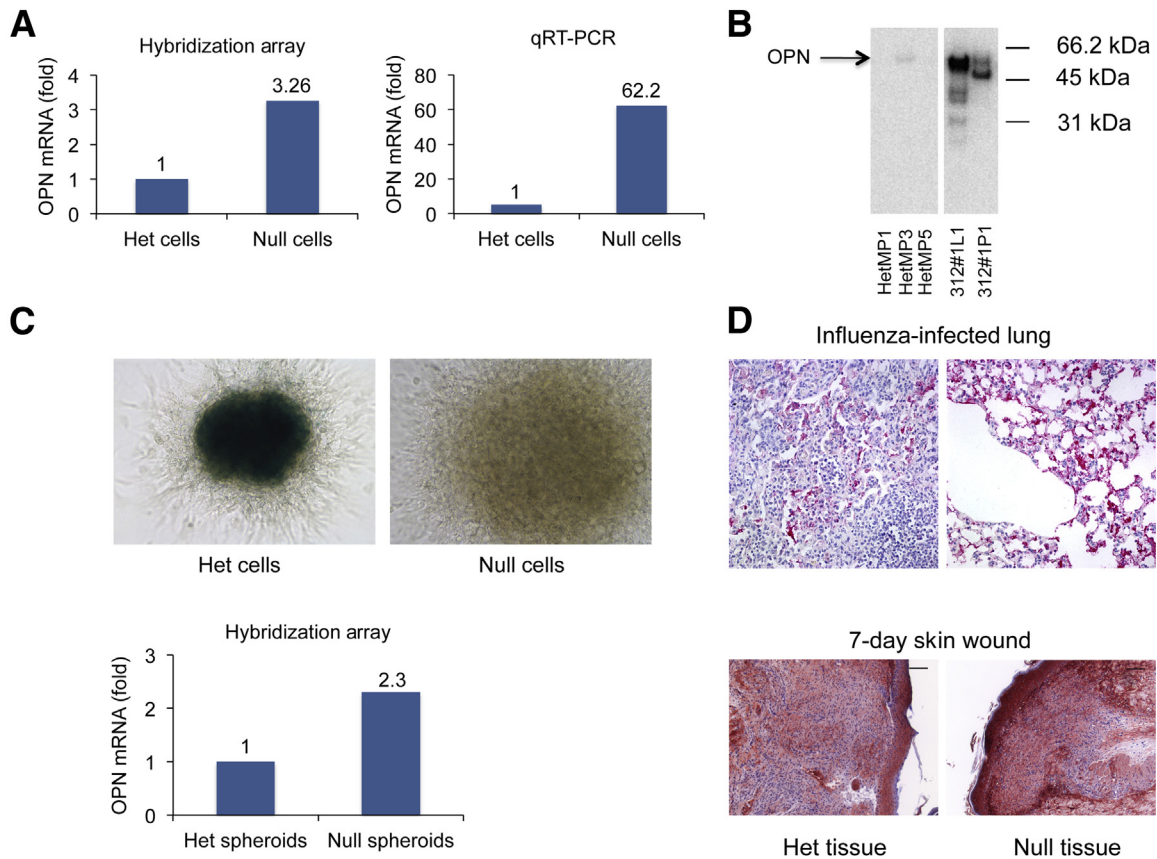 A
Hybridization array
OPN mRNA (fold)
4
3
2
1
0
1
3.26
Het cells
Null cells
qRT-PCR
OPN mRNA (fold)
80
60
40
20
0
1
62.2
Het cells
Null cells
B
OPN
66.2 kDa
45 kDa
31 kDa
HetMP1
HetMP3
HetMP5
312#1L1
312#1P1
C
Het cells
Null cells
Hybridization array
OPN mRNA (fold)
3
2
1
0
1
2.3
Het spheroids
Null spheroids
D
Influenza-infected lung
7-day skin wound
Het tissue
Null tissue